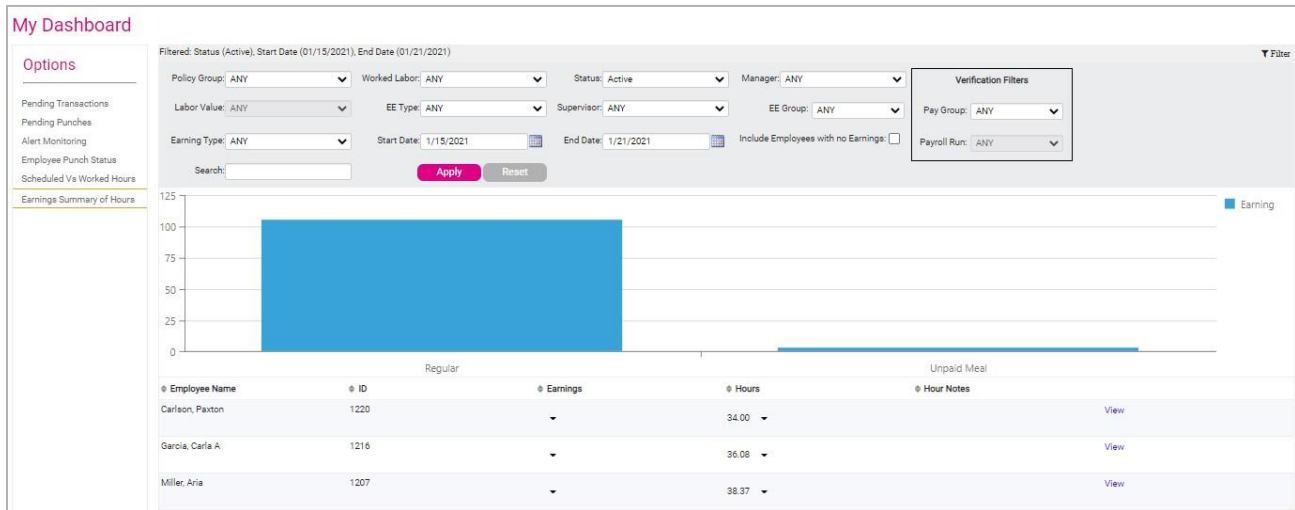 My Dashboard
Options
Pending Transactions
Pending Punches
Alert Monitoring
Employee Punch Status
Scheduled Vs Worked Hours
Earnings Summary of Hours
Filtered: Status (Active), Start Date (01/15/2021), End Date (01/21/2021)
Filter
Policy Group: ANY Worked Labor: ANY Status: Active Manager: ANY
Verification Filters
Labor Value: ANY EE Type: ANY Supervisor: ANY EE Group: ANY Pay Group: ANY
Earning Type: ANY Start Date: 1/15/2021 End Date: 1/21/2021 Include Employees with no Earnings: Payroll Run: ANY
Search: Apply Reset
125
100
75
50
25
0
Earning
Regular Unpaid Meal
Employee Name ID Earnings Hours Hour Notes
Carlson, Paxton 1220 34.00 View
Garcia, Carla A 1216 36.08 View
Miller, Aria 1207 38.37 View